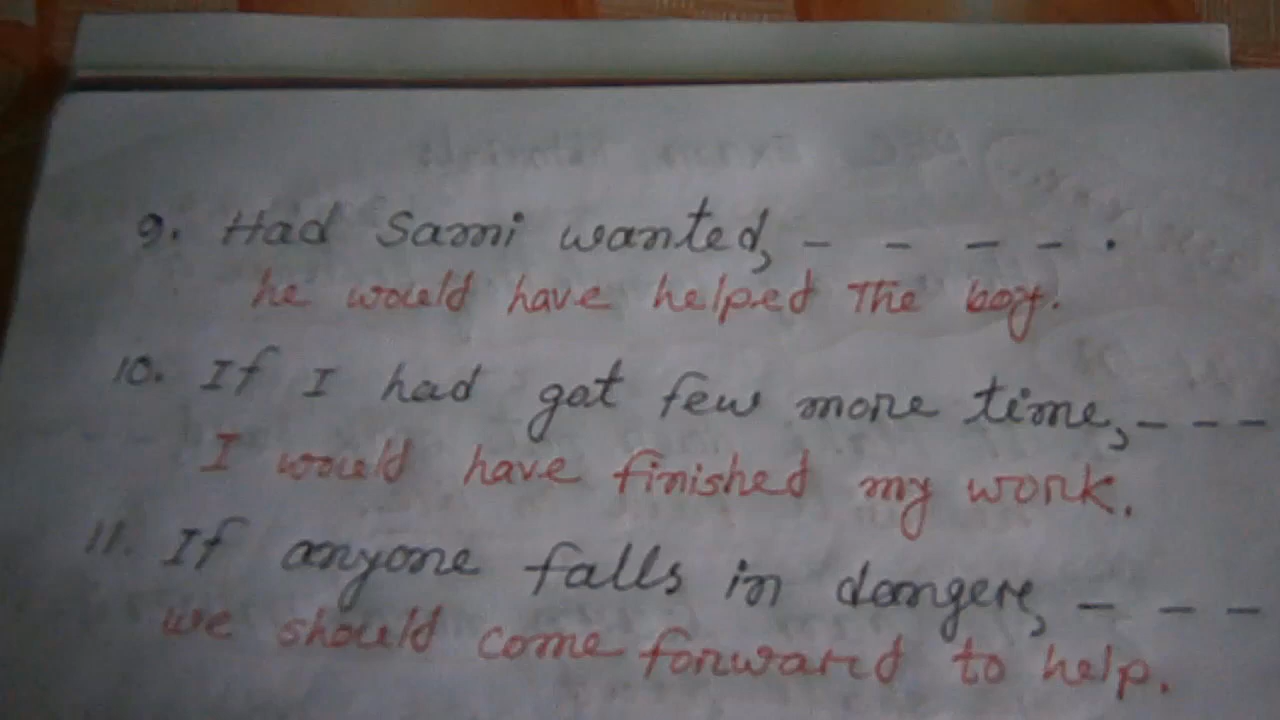 9. Had Sami wanted, - - - - .
he would have helped The boy.
10. If I had got few more time, - - -
I would have finished my work.
11. If anyone falls in danger, - - -
we should come forward to help.